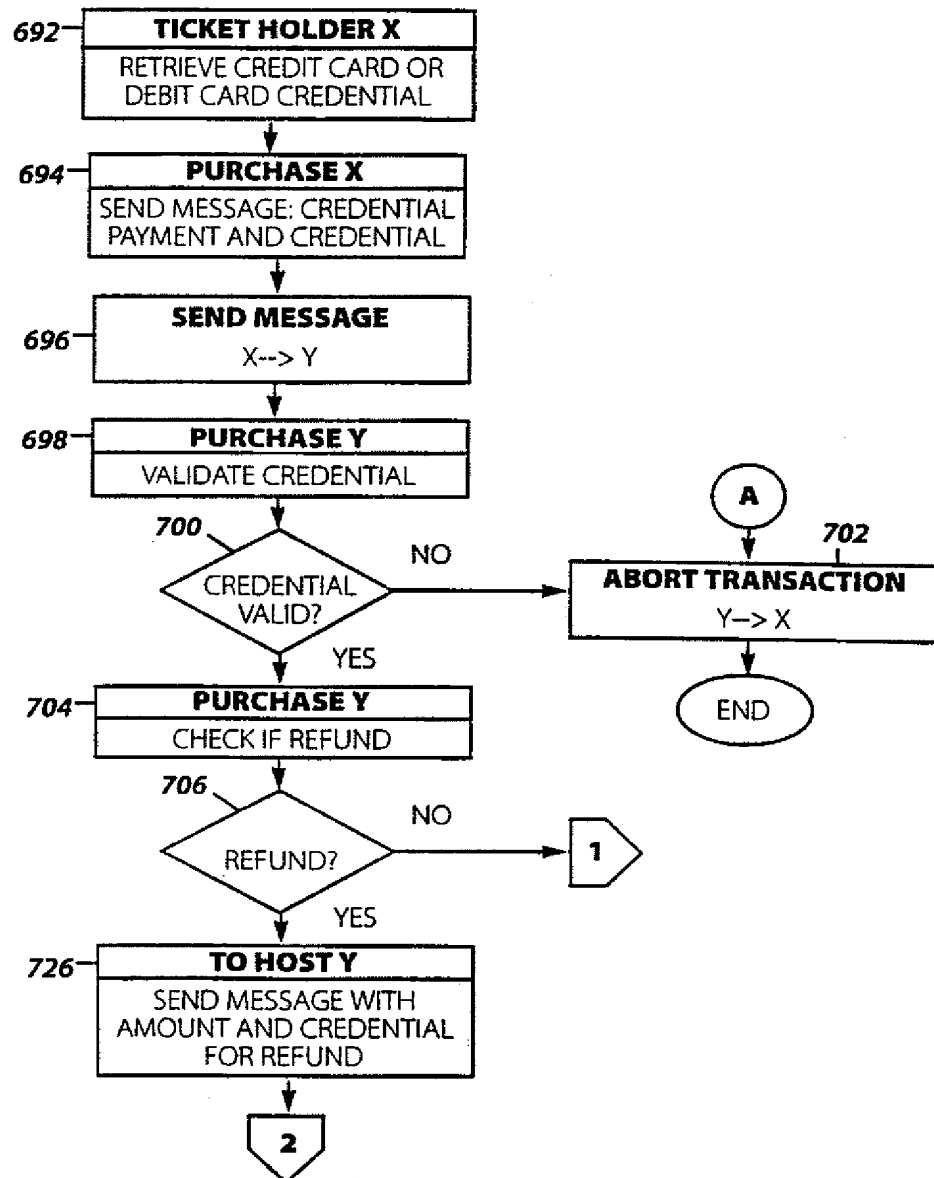 692
TICKET HOLDER X
RETRIEVE CREDIT CARD OR
DEBIT CARD CREDENTIAL
694
PURCHASE X
SEND MESSAGE: CREDENTIAL
PAYMENT AND CREDENTIAL
696
SEND MESSAGE
X--> Y
698
PURCHASE Y
VALIDATE CREDENTIAL
700
CREDENTIAL
VALID?
NO
YES
A
702
ABORT TRANSACTION
Y--> X
END
704
PURCHASE Y
CHECK IF REFUND
706
REFUND?
NO
1
YES
726
TO HOST Y
SEND MESSAGE WITH
AMOUNT AND CREDENTIAL
FOR REFUND
2